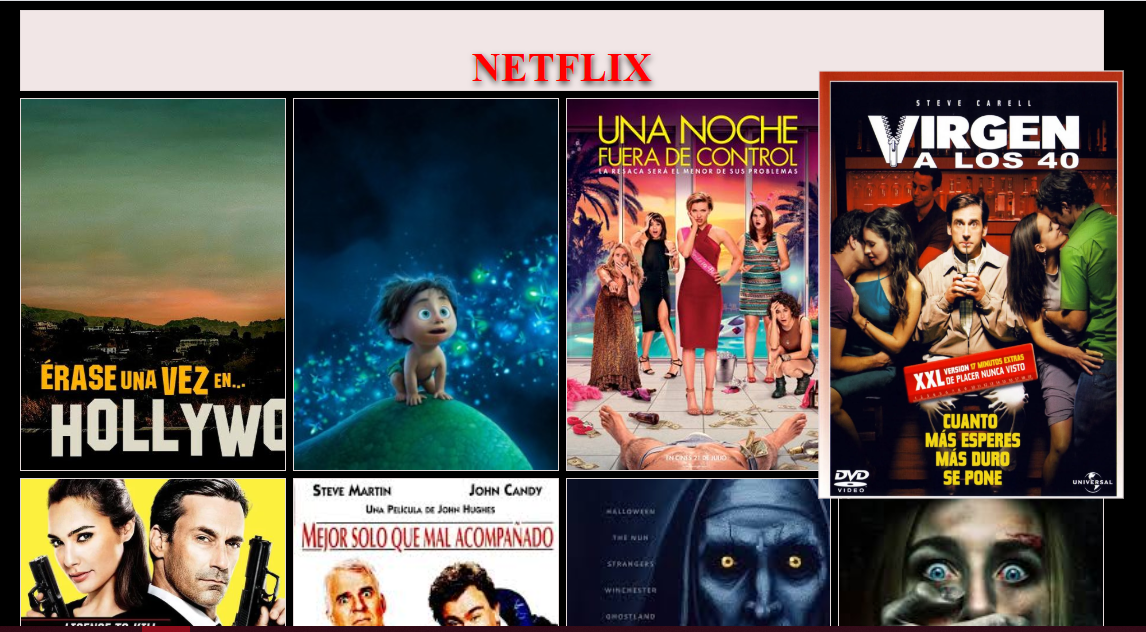 NETFLIX
ÉRASE UNA VEZ EN...
HOLLYWO
UNA NOCHE
FUERA DE CONTROL
LA RESACA SERÁ EL MENOR DE SUS PROBLEMAS
EN CINES 21 DE JULIO
STEVE CARELL
VIRGEN
A LOS 40
XXL VERSION 17 MINUTOS EXTRAS
DE PLACER NUNCA VISTO
CUANTO
MÁS ESPERES
MÁS DURO
SE PONE
DVD
VIDEO
UNIVERSAL
LICENSE TO KILL
STEVE MARTIN JOHN CANDY
UNA PELÍCULA DE JOHN HUGHES
MEJOR SOLO QUE MAL ACOMPAÑADO
HALLOWEEN
THE NUN
STRANGERS
WINCHESTER
GHOSTLAND